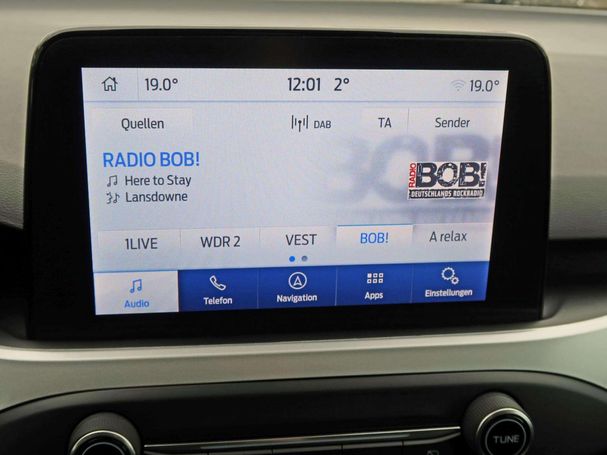 19.0° 12:01 2° 19.0°
Quellen DAB TA Sender
RADIO BOB!
Here to Stay
Lansdowne
RADIO BOB!
DEUTSCHLANDS ROCKRADIO
1LIVE WDR 2 VEST BOB! A relax
Audio Telefon Navigation Apps Einstellungen
TUNE